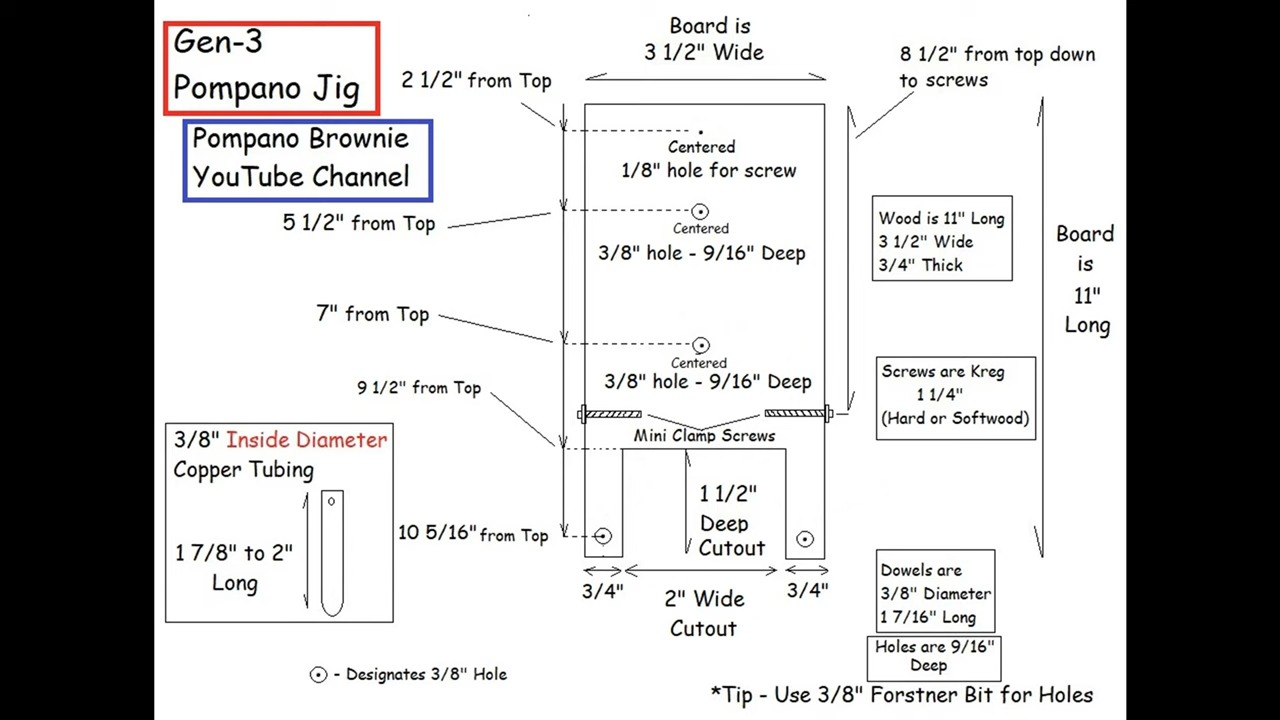 Gen-3
Pompano Jig
Pompano Brownie
YouTube Channel
Board is
3 1/2" Wide
2 1/2" from Top
8 1/2" from top down
to screws
Centered
1/8" hole for screw
5 1/2" from Top
Centered
3/8" hole - 9/16" Deep
Wood is 11" Long
3 1/2" Wide
3/4" Thick
Board
is
11"
Long
7" from Top
Centered
3/8" hole - 9/16" Deep
9 1/2" from Top
Screws are Kreg
1 1/4"
(Hard or Softwood)
Mini Clamp Screws
3/8" Inside Diameter
Copper Tubing
1 7/8" to 2"
Long
10 5/16" from Top
1 1/2"
Deep
Cutout
3/4"
2" Wide
Cutout
3/4"
Dowels are
3/8" Diameter
1 7/16" Long
Holes are 9/16"
Deep
- Designates 3/8" Hole
*Tip - Use 3/8" Forstner Bit for Holes